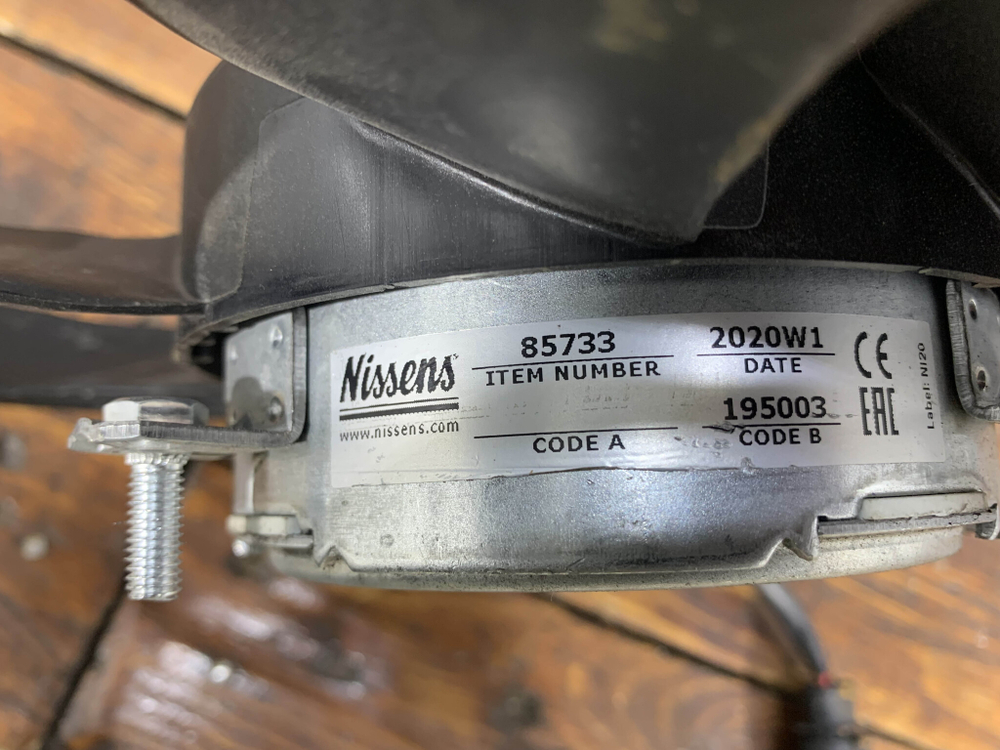 Nissens
www.nissens.com
85733
ITEM NUMBER
2020W1
DATE
CODE A
195003
CODE B
CE
EAC
Label: NI20